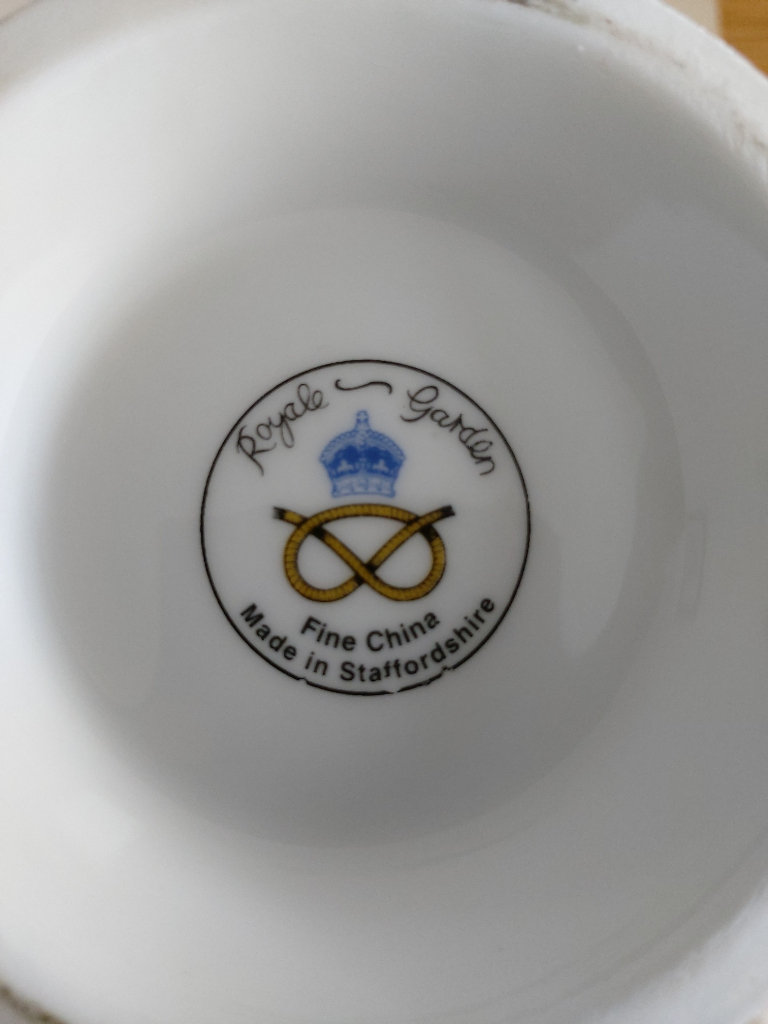 Royale ~ Garden
Fine China
Made in Staffordshire